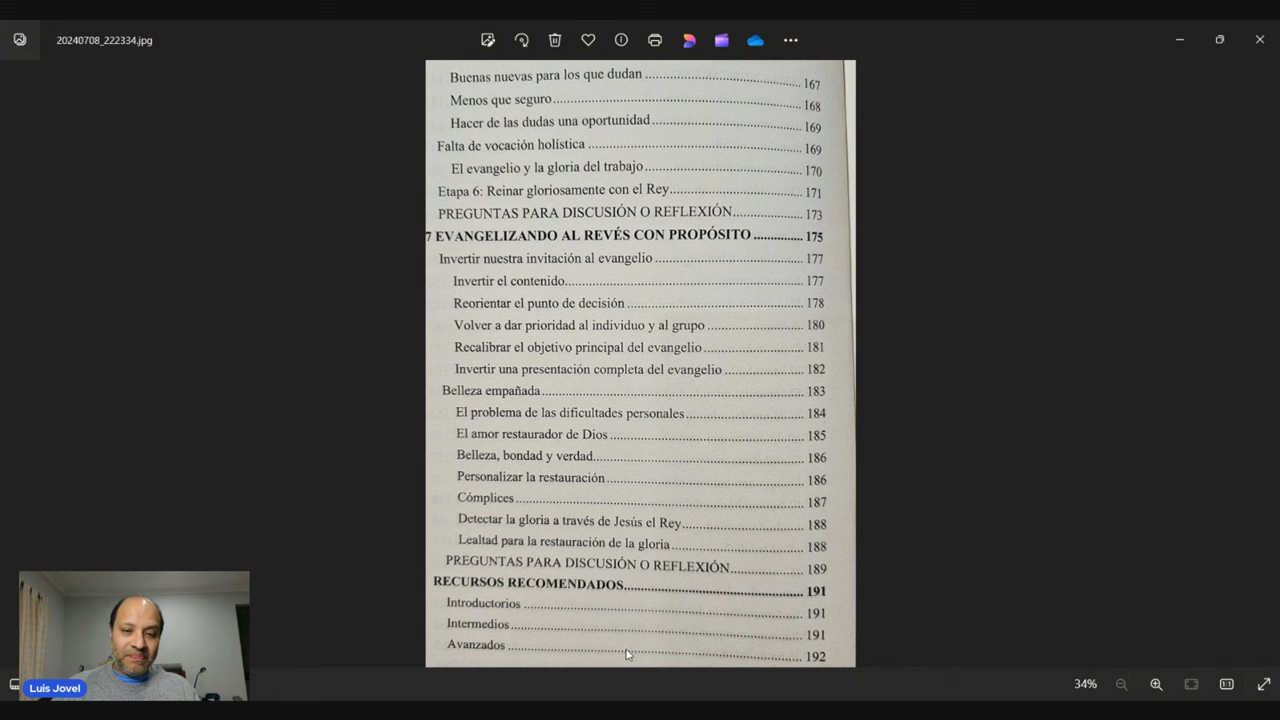 20240708_222334.jpg
Buenas nuevas para los que dudan ........ 167
Menos que seguro ........ 168
Hacer de las dudas una oportunidad ........ 169
Falta de vocación holística ........ 169
El evangelio y la gloria del trabajo ........ 170
Etapa 6: Reinar gloriosamente con el Rey ........ 171
PREGUNTAS PARA DISCUSIÓN O REFLEXIÓN ........ 173
7 EVANGELIZANDO AL REVÉS CON PROPÓSITO ........ 175
Invertir nuestra invitación al evangelio ........ 177
Invertir el contenido ........ 177
Reorientar el punto de decisión ........ 178
Volver a dar prioridad al individuo y al grupo ........ 180
Recalibrar el objetivo principal del evangelio ........ 181
Invertir una presentación completa del evangelio ........ 182
Belleza empañada ........ 183
El problema de las dificultades personales ........ 184
El amor restaurador de Dios ........ 185
Belleza, bondad y verdad ........ 186
Personalizar la restauración ........ 186
Cómplices ........ 187
Detectar la gloria a través de Jesús el Rey ........ 188
Lealtad para la restauración de la gloria ........ 188
PREGUNTAS PARA DISCUSIÓN O REFLEXIÓN ........ 189
RECURSOS RECOMENDADOS ........ 191
Introductorios ........ 191
Intermedios ........ 191
Avanzados ........ 192
Luis Jovel
34%